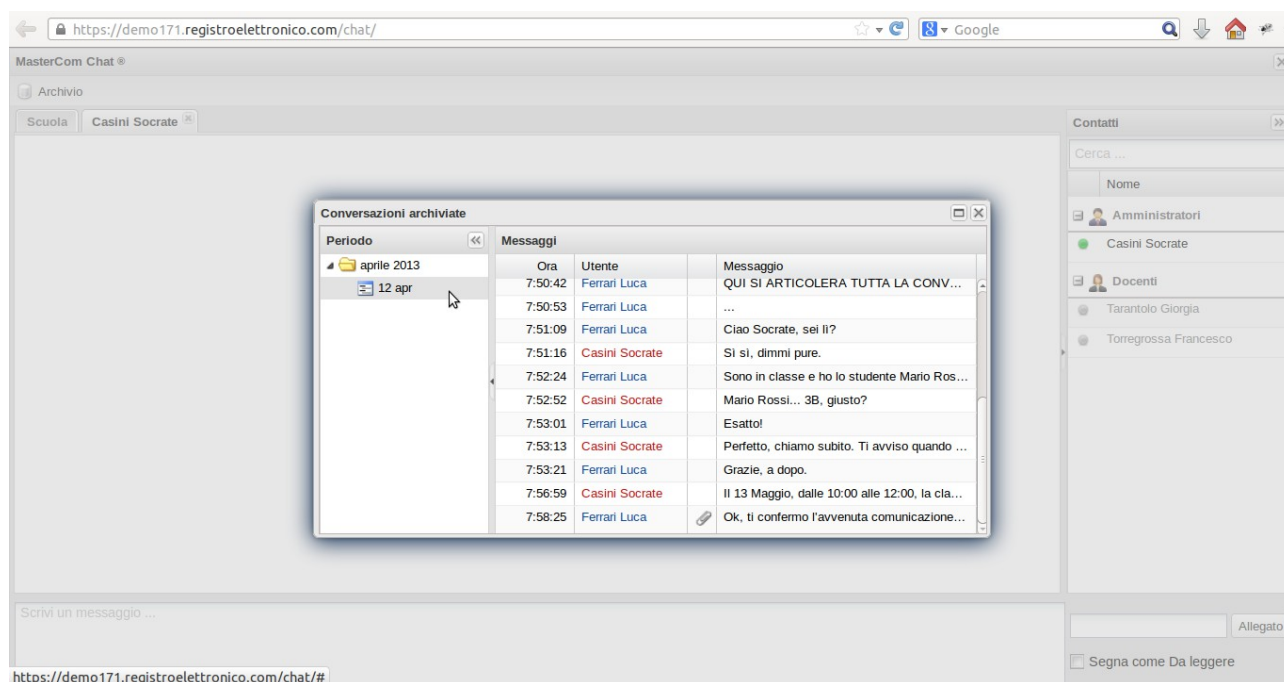 https://demo171.registroelettronico.com/chat/
Google
MasterCom Chat ®
Archivio
Scuola
Casini Socrate
Contatti
Cerca ...
Nome
Amministratori
Casini Socrate
Docenti
Tarantolo Giorgia
Torregrossa Francesco
Conversazioni archiviate
Periodo
Messaggi
aprile 2013
12 apr
Ora Utente Messaggio
7:50:42 Ferrari Luca QUI SI ARTICOLERA TUTTA LA CONV...
7:50:53 Ferrari Luca ...
7:51:09 Ferrari Luca Ciao Socrate, sei lì?
7:51:16 Casini Socrate Sì sì, dimmi pure.
7:52:24 Ferrari Luca Sono in classe e ho lo studente Mario Ros...
7:52:52 Casini Socrate Mario Rossi... 3B, giusto?
7:53:01 Ferrari Luca Esatto!
7:53:13 Casini Socrate Perfetto, chiamo subito. Ti avviso quando ...
7:53:21 Ferrari Luca Grazie, a dopo.
7:56:59 Casini Socrate Il 13 Maggio, dalle 10:00 alle 12:00, la cla...
7:58:25 Ferrari Luca Ok, ti confermo l'avvenuta comunicazione...
Scrivi un messaggio ...
Allegato
Segna come Da leggere
https://demo171.registroelettronico.com/chat/#